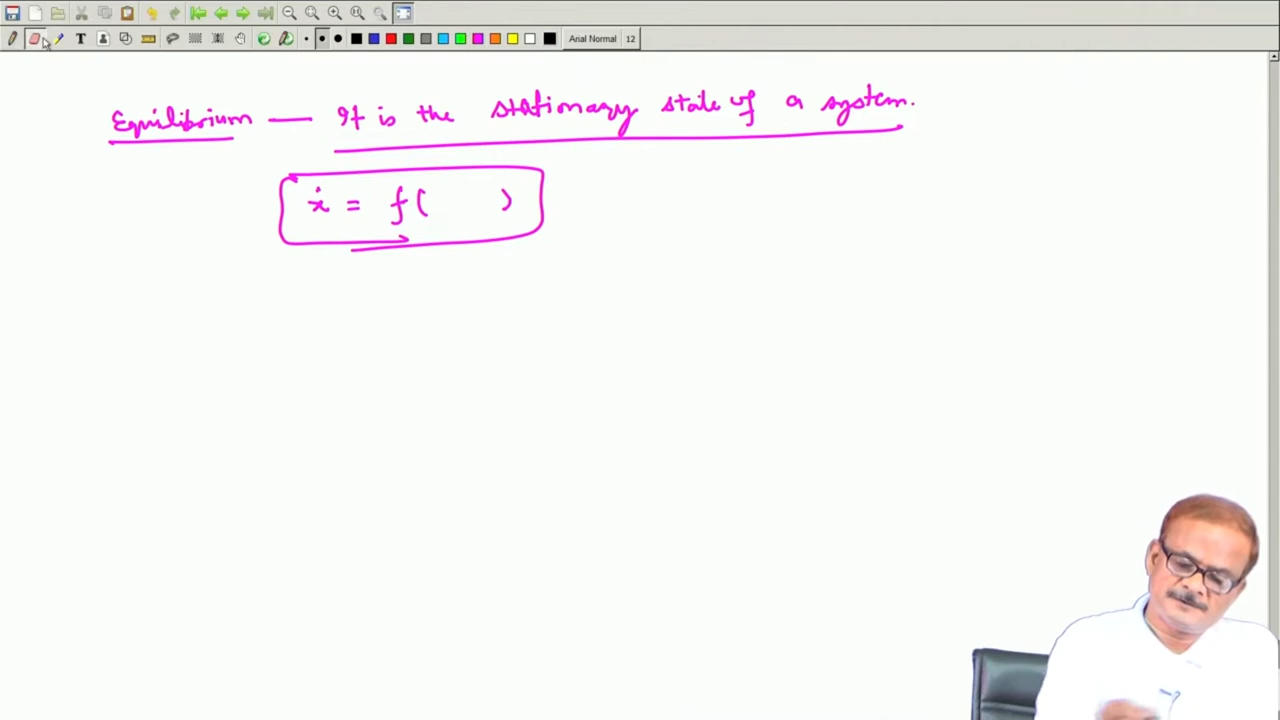 Arial Normal 12
Equilibrium — It is the stationary state of a system.
ẋ = f( )